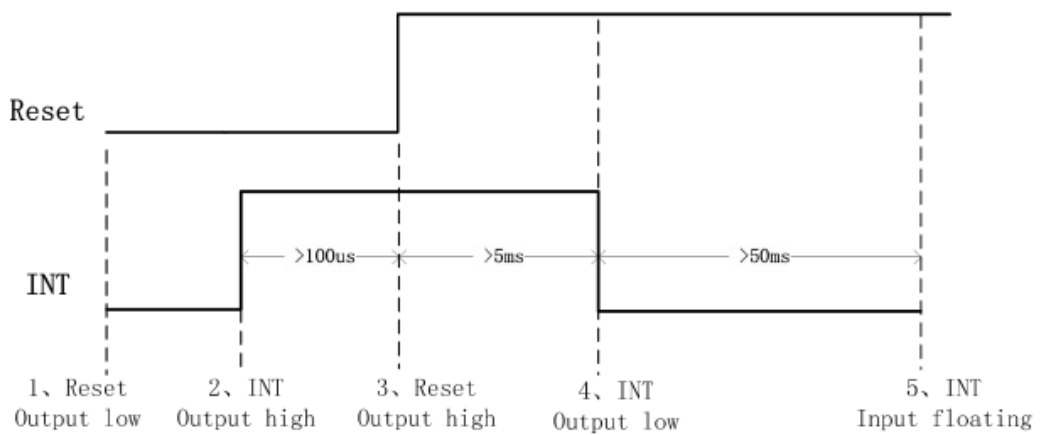 Reset
>100us
>5ms
>50ms
INT
1、Reset
Output low
2、INT
Output high
3、Reset
Output high
4、INT
Output low
5、INT
Input floating